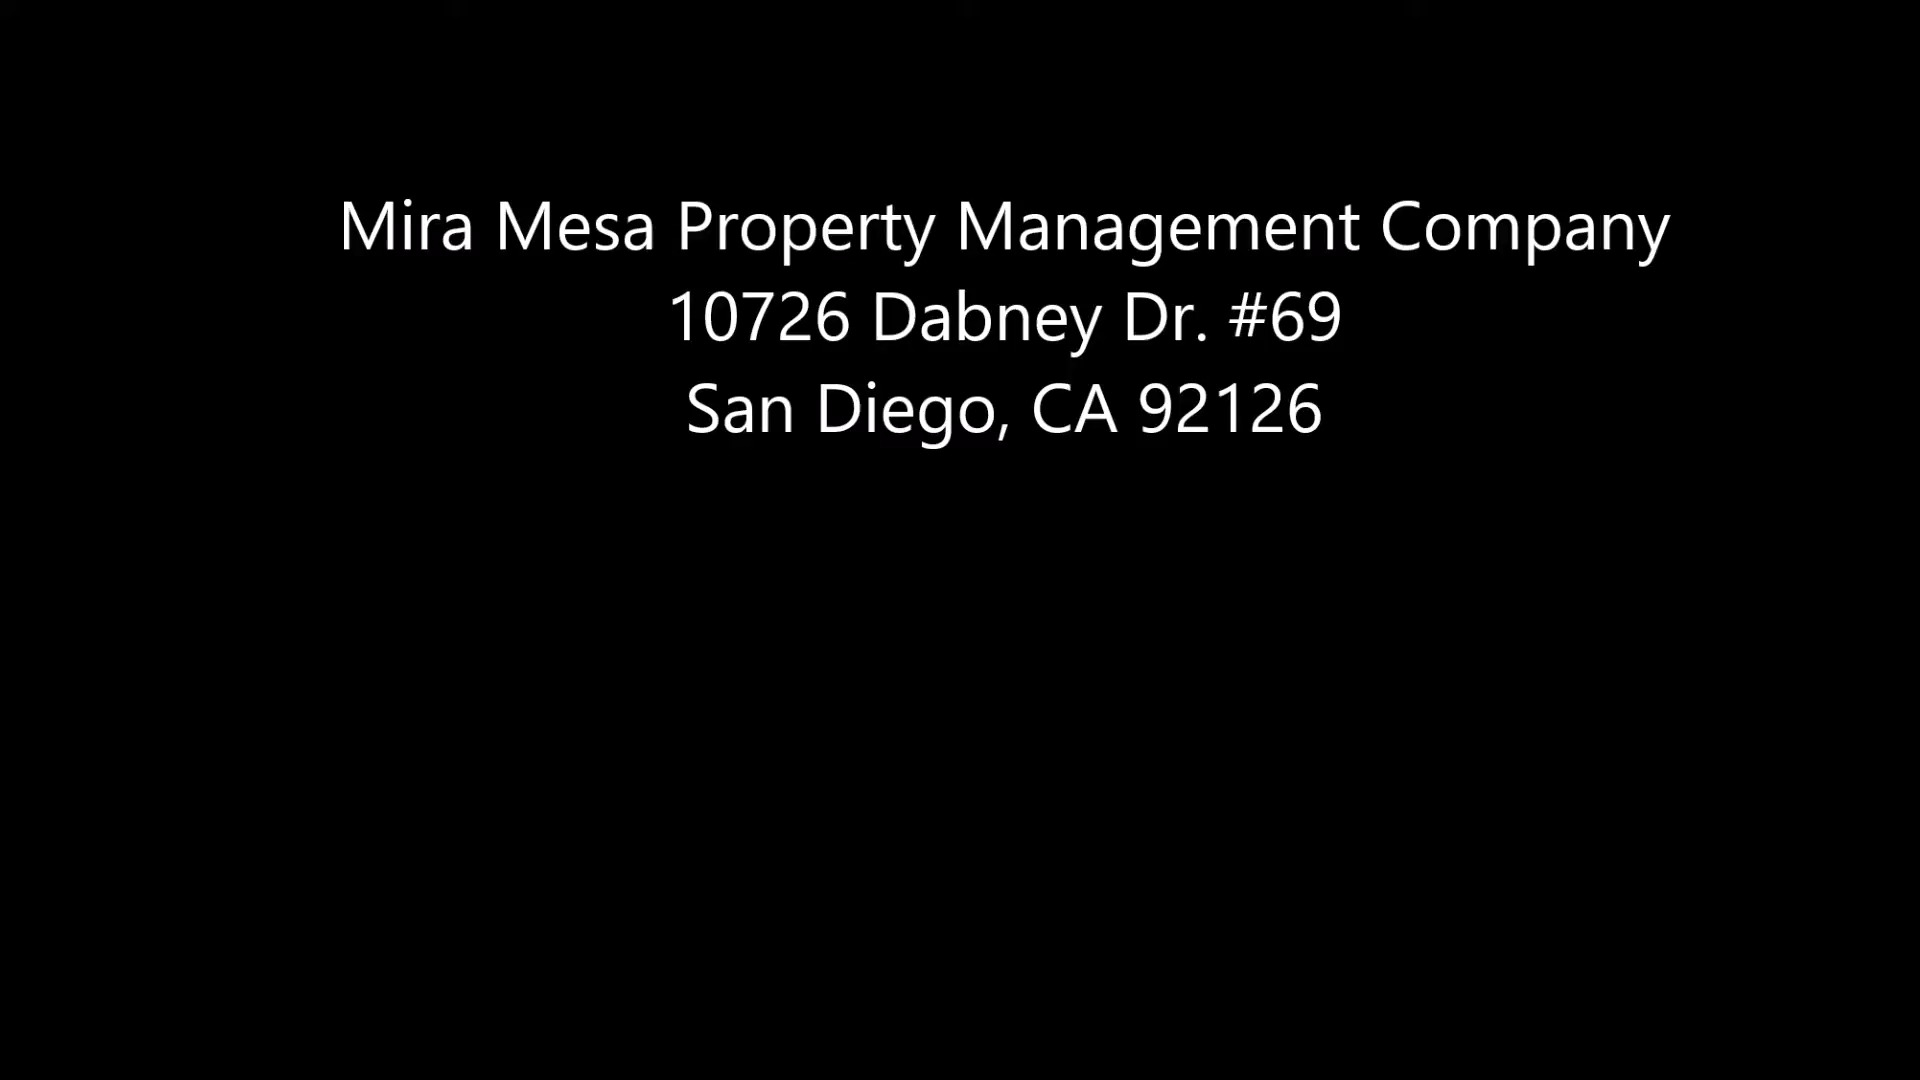 Mira Mesa Property Management Company
10726 Dabney Dr. #69
San Diego, CA 92126